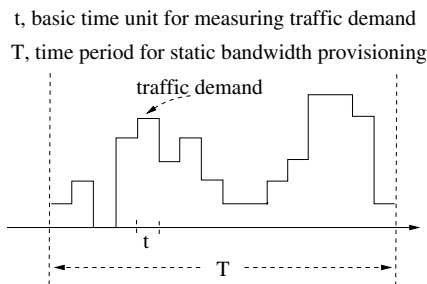 t, basic time unit for measuring traffic demand
T, time period for static bandwidth provisioning
traffic demand
t
T